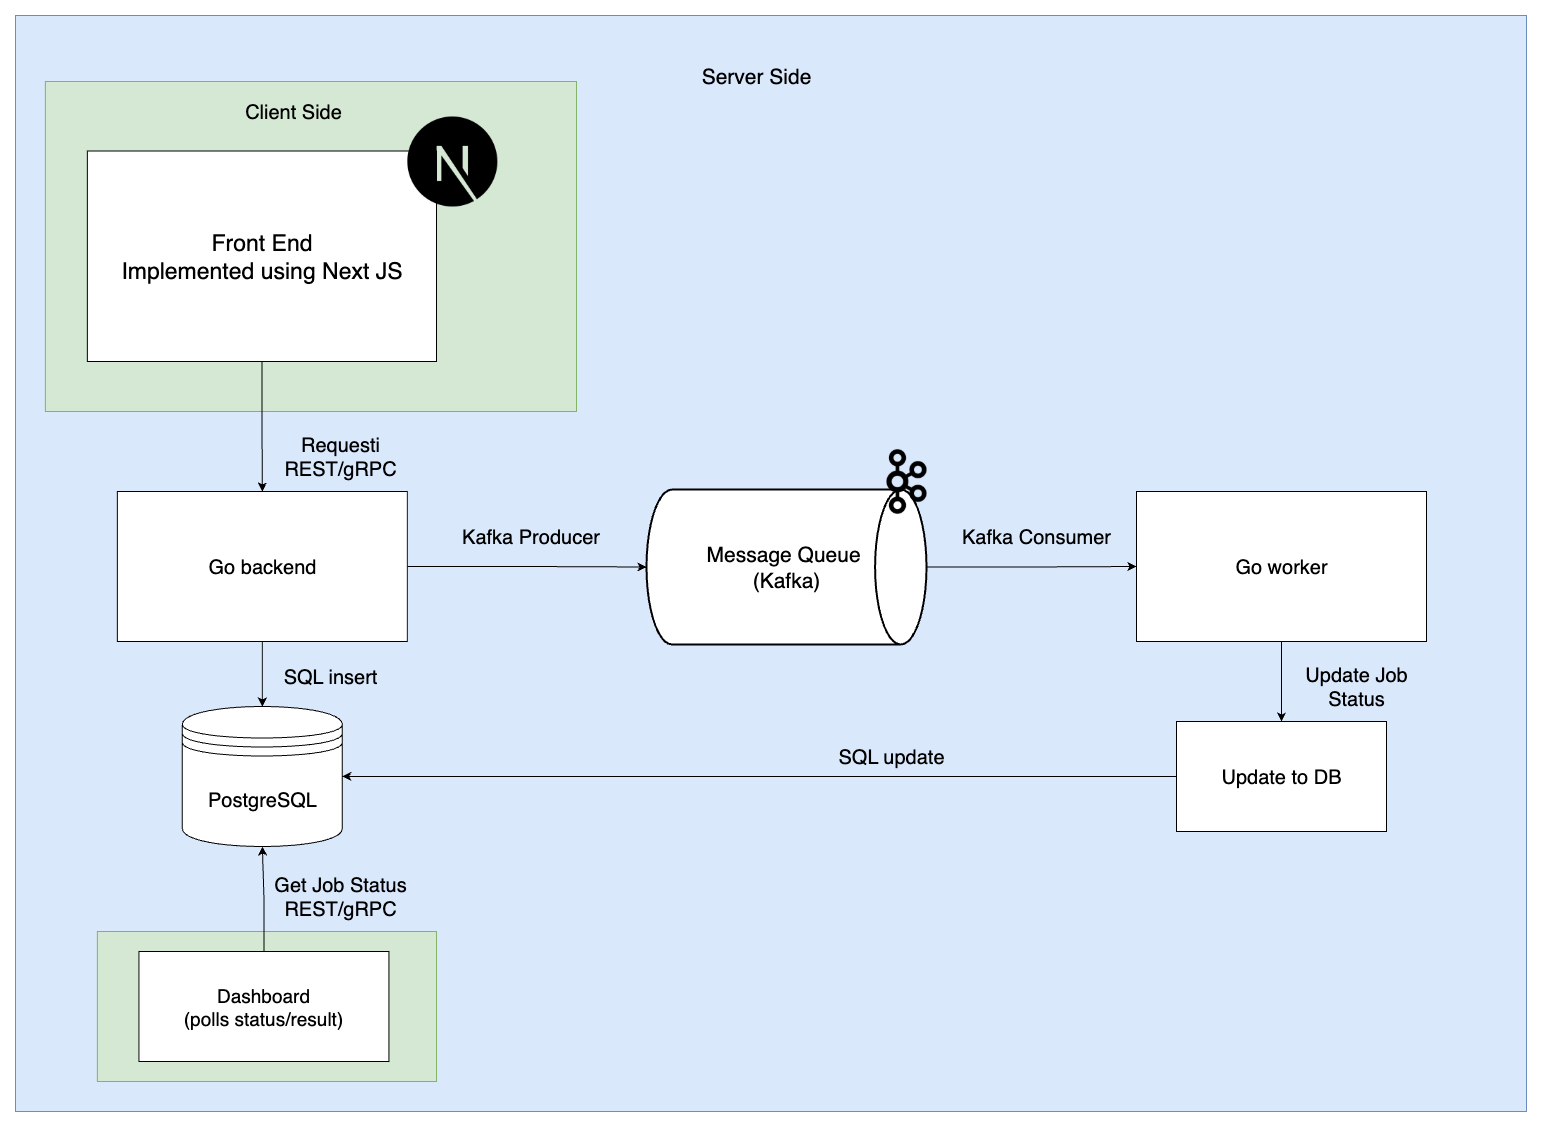 Server Side
Client Side
N
Front End
Implemented using Next JS
Requesti
REST/gRPC
Go backend
Kafka Producer
Message Queue
(Kafka)
Kafka Consumer
Go worker
SQL insert
Update Job
Status
PostgreSQL
SQL update
Update to DB
Get Job Status
REST/gRPC
Dashboard
(polls status/result)